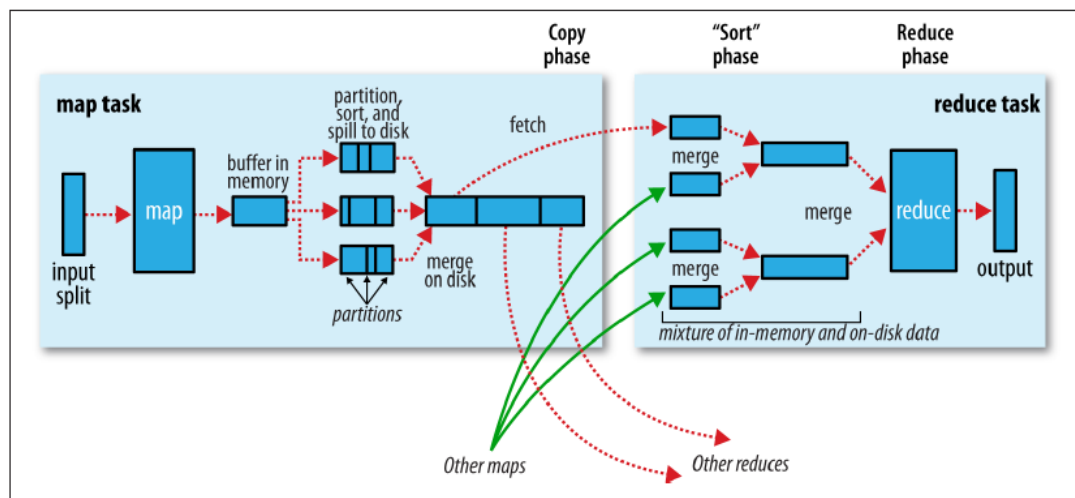 Copy
phase
“Sort”
phase
Reduce
phase
map task
partition,
sort, and
spill to disk
fetch
reduce task
buffer in
memory
merge
map
merge
reduce
input
split
merge
on disk
merge
output
partitions
mixture of in-memory and on-disk data
Other maps
Other reduces